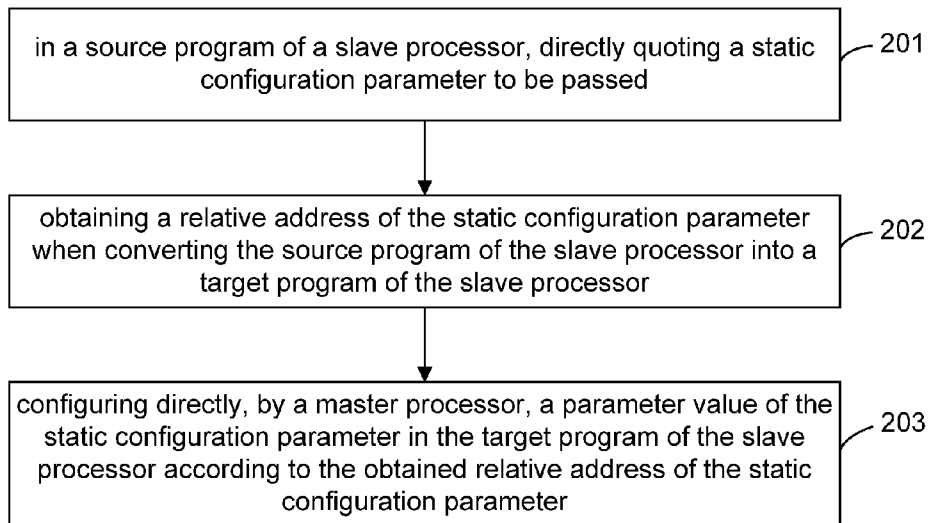 in a source program of a slave processor, directly quoting a static
configuration parameter to be passed
201
obtaining a relative address of the static configuration parameter
when converting the source program of the slave processor into a
target program of the slave processor
202
configuring directly, by a master processor, a parameter value of the
static configuration parameter in the target program of the slave
processor according to the obtained relative address of the static
configuration parameter
203